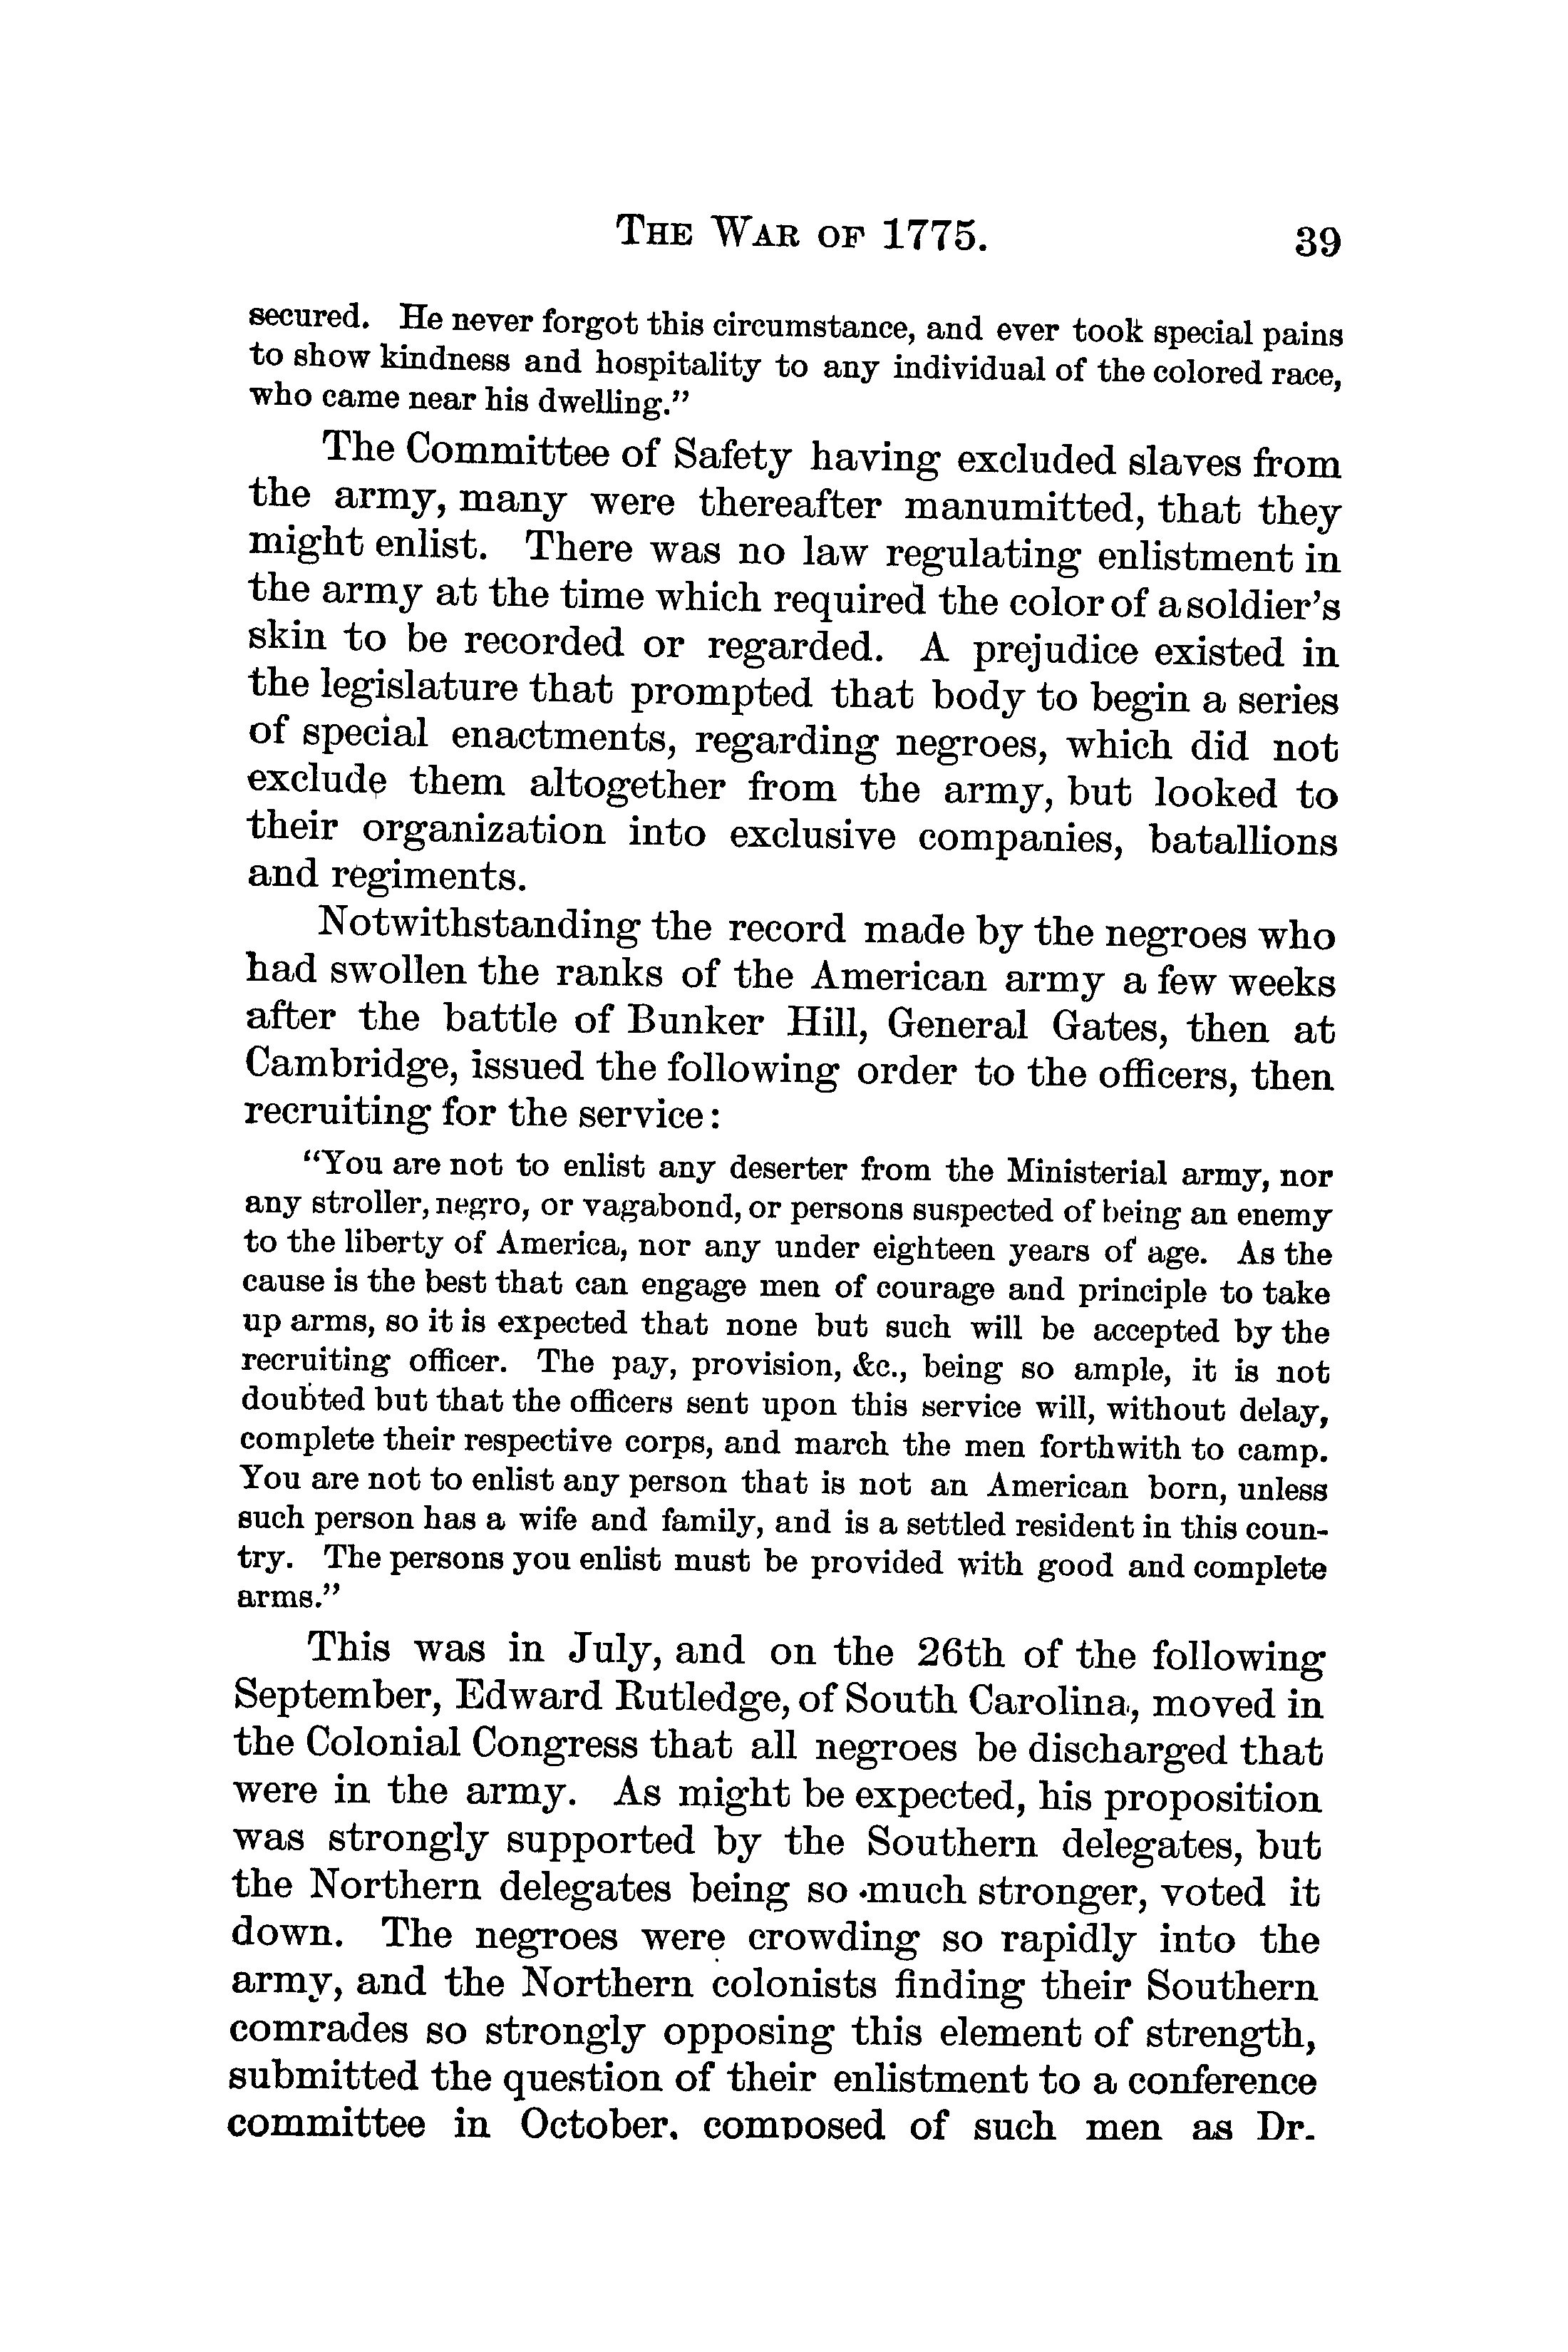 THE WAR OF 1775. 39
secured. He never forgot this circumstance, and ever took special pains
to show kindness and hospitality to any individual of the colored race,
who came near his dwelling.”
The Committee of Safety having excluded slaves from
the army, many were thereafter manumitted, that they
might enlist. There was no law regulating enlistment in
the army at the time which required the color of a soldier’s
skin to be recorded or regarded. A prejudice existed in
the legislature that prompted that body to begin a series
of special enactments, regarding negroes, which did not
exclude them altogether from the army, but looked to
their organization into exclusive companies, batallions
and regiments.
Notwithstanding the record made by the negroes who
had swollen the ranks of the American army a few weeks
after the battle of Bunker Hill, General Gates, then at
Cambridge, issued the following order to the officers, then
recruiting for the service:
“You are not to enlist any deserter from the Ministerial army, nor
any stroller, negro, or vagabond, or persons suspected of being an enemy
to the liberty of America, nor any under eighteen years of age. As the
cause is the best that can engage men of courage and principle to take
up arms, so it is expected that none but such will be accepted by the
recruiting officer. The pay, provision, &c., being so ample, it is not
doubted but that the officers sent upon this service will, without delay,
complete their respective corps, and march the men forthwith to camp.
You are not to enlist any person that is not an American born, unless
such person has a wife and family, and is a settled resident in this coun-
try. The persons you enlist must be provided with good and complete
arms.”
This was in July, and on the 26th of the following
September, Edward Rutledge, of South Carolina, moved in
the Colonial Congress that all negroes be discharged that
were in the army. As might be expected, his proposition
was strongly supported by the Southern delegates, but
the Northern delegates being so much stronger, voted it
down. The negroes were crowding so rapidly into the
army, and the Northern colonists finding their Southern
comrades so strongly opposing this element of strength,
submitted the question of their enlistment to a conference
committee in October, composed of such men as Dr.